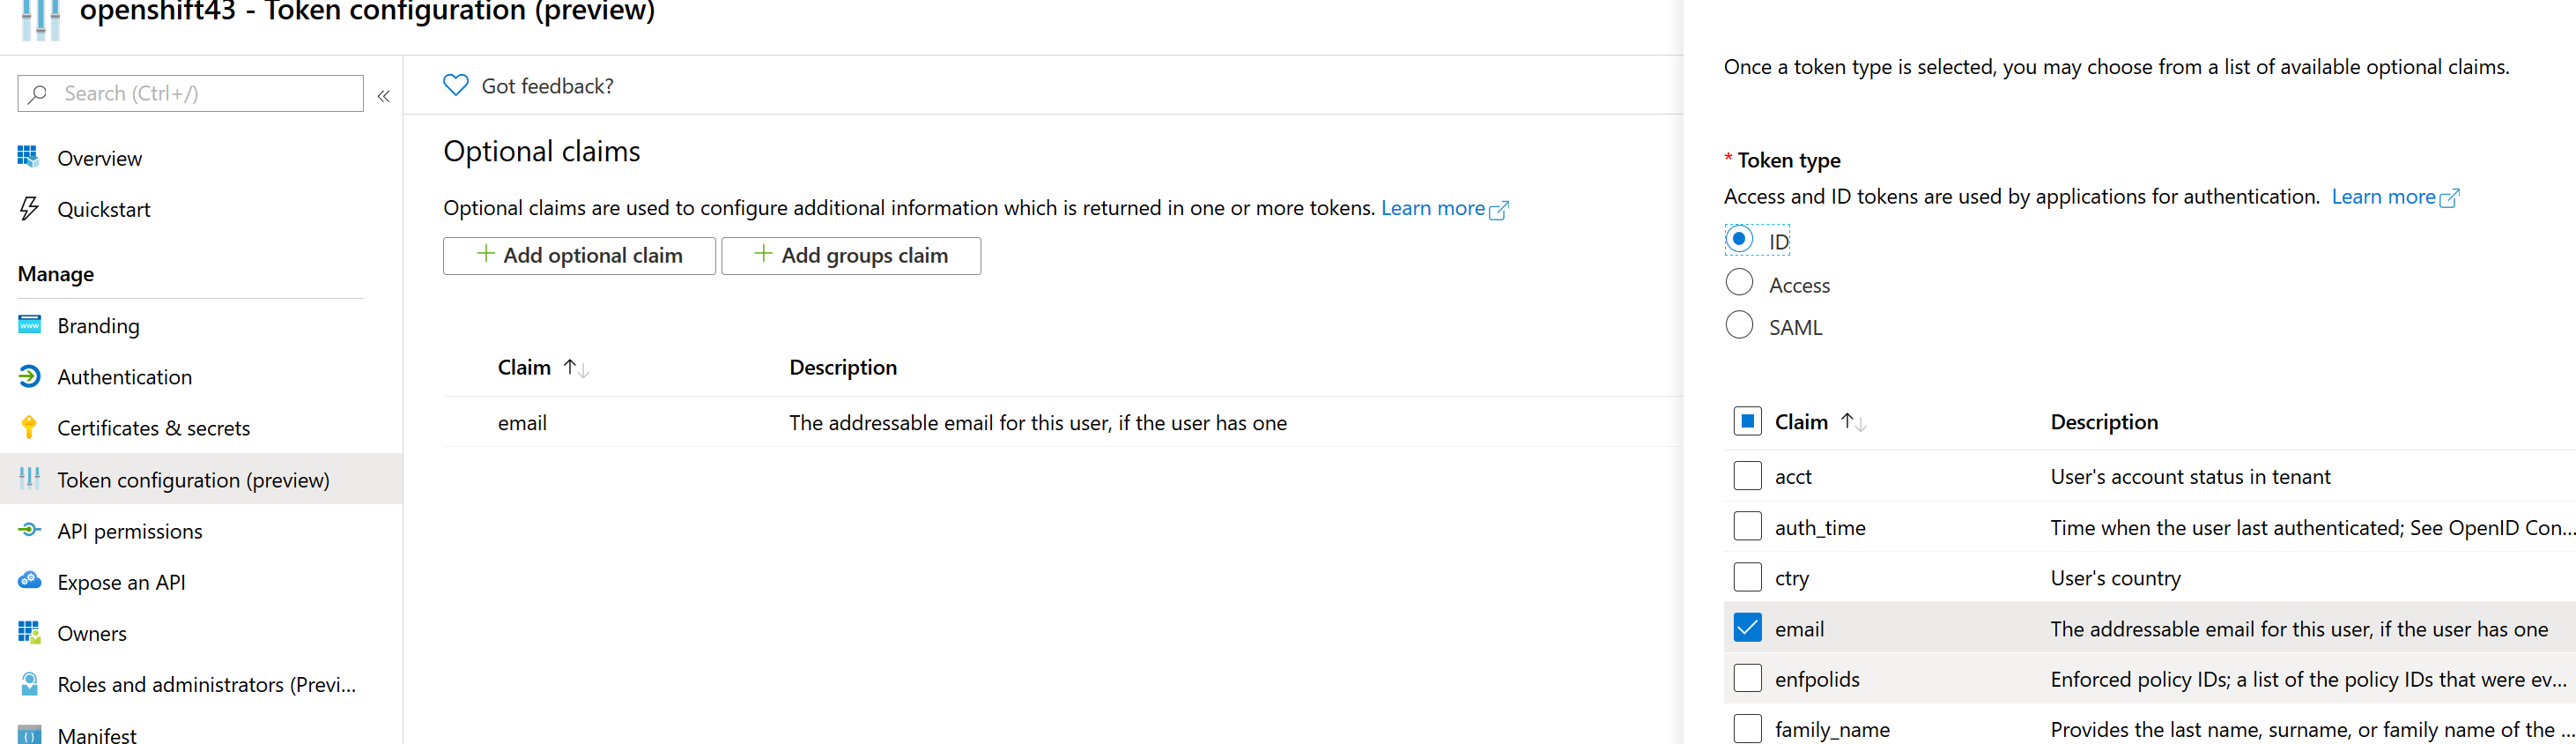 openshift43 - Token configuration (preview)
Search (Ctrl+/)
«
Overview
Quickstart
Manage
Branding
Authentication
Certificates & secrets
Token configuration (preview)
API permissions
Expose an API
Owners
Roles and administrators (Previ...
Manifest
Got feedback?
Optional claims
Optional claims are used to configure additional information which is returned in one or more tokens. Learn more
+ Add optional claim + Add groups claim
Claim ↑↓ Description
email The addressable email for this user, if the user has one
Once a token type is selected, you may choose from a list of available optional claims.
* Token type
Access and ID tokens are used by applications for authentication. Learn more
ID
Access
SAML
Claim ↑↓ Description
acct User's account status in tenant
auth_time Time when the user last authenticated; See OpenID Con...
ctry User's country
email The addressable email for this user, if the user has one
enfpolids Enforced policy IDs; a list of the policy IDs that were ev...
family_name Provides the last name, surname, or family name of the ...